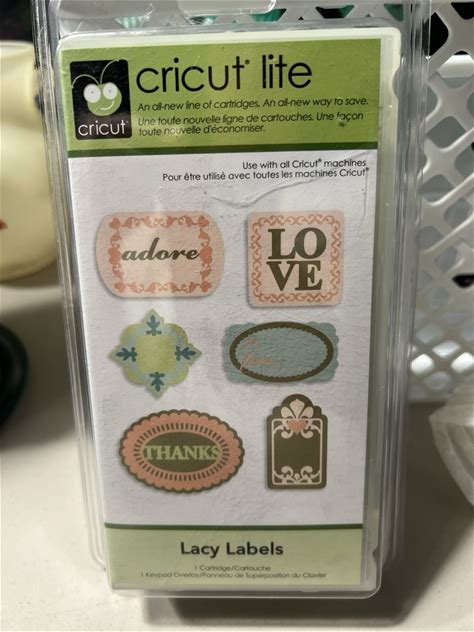 cricut® lite
An all-new line of cartridges. An all-new way to save.
Une toute nouvelle ligne de cartouches. Une façon
toute nouvelle d'économiser.
cricut
Use with all Cricut® machines
Pour être utilisé avec toutes les machines Cricut®
adore
LO
VE
THANKS
Lacy Labels
1 Cartridge/Cartouche
1 Keypad Overlay/Panneau de Superposition du Clavier